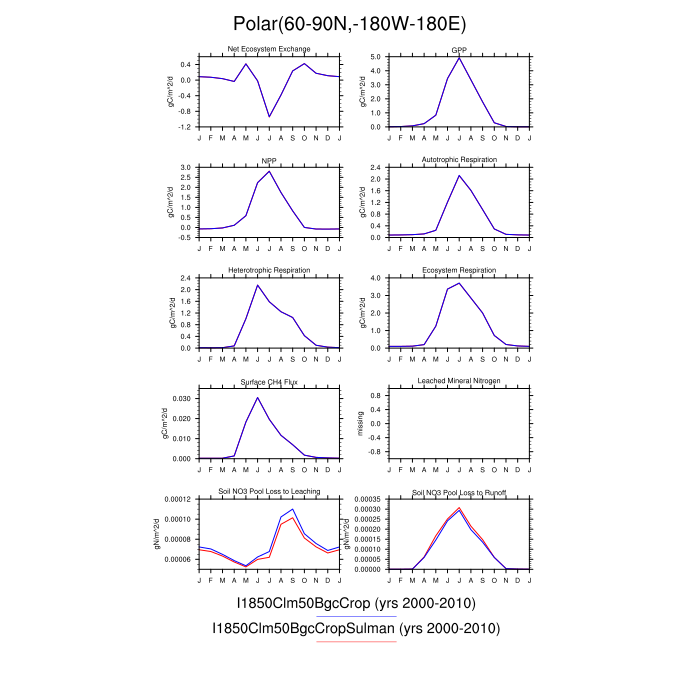 Polar(60-90N,-180W-180E)
Net Ecosystem Exchange
gC/m^2/d
0.4
0.0
-0.4
-0.8
-1.2
J F M A M J J A S O N D J
GPP
gC/m^2/d
5.0
4.0
3.0
2.0
1.0
0.0
J F M A M J J A S O N D J
NPP
gC/m^2/d
3.0
2.5
2.0
1.5
1.0
0.5
0.0
-0.5
J F M A M J J A S O N D J
Autotrophic Respiration
gC/m^2/d
2.4
2.0
1.6
1.2
0.8
0.4
0.0
J F M A M J J A S O N D J
Heterotrophic Respiration
gC/m^2/d
2.4
2.0
1.6
1.2
0.8
0.4
0.0
J F M A M J J A S O N D J
Ecosystem Respiration
gC/m^2/d
4.0
3.0
2.0
1.0
0.0
J F M A M J J A S O N D J
Surface CH4 Flux
gC/m^2/d
0.030
0.020
0.010
0.000
J F M A M J J A S O N D J
Leached Mineral Nitrogen
missing
0.8
0.4
-0.0
-0.4
-0.8
J F M A M J J A S O N D J
Soil NO3 Pool Loss to Leaching
gN/m^2/d
0.00012
0.00010
0.00008
0.00006
J F M A M J J A S O N D J
Soil NO3 Pool Loss to Runoff
gN/m^2/d
0.00035
0.00030
0.00025
0.00020
0.00015
0.00010
0.00005
0.00000
J F M A M J J A S O N D J
I1850Clm50BgcCrop (yrs 2000-2010)
I1850Clm50BgcCropSulman (yrs 2000-2010)